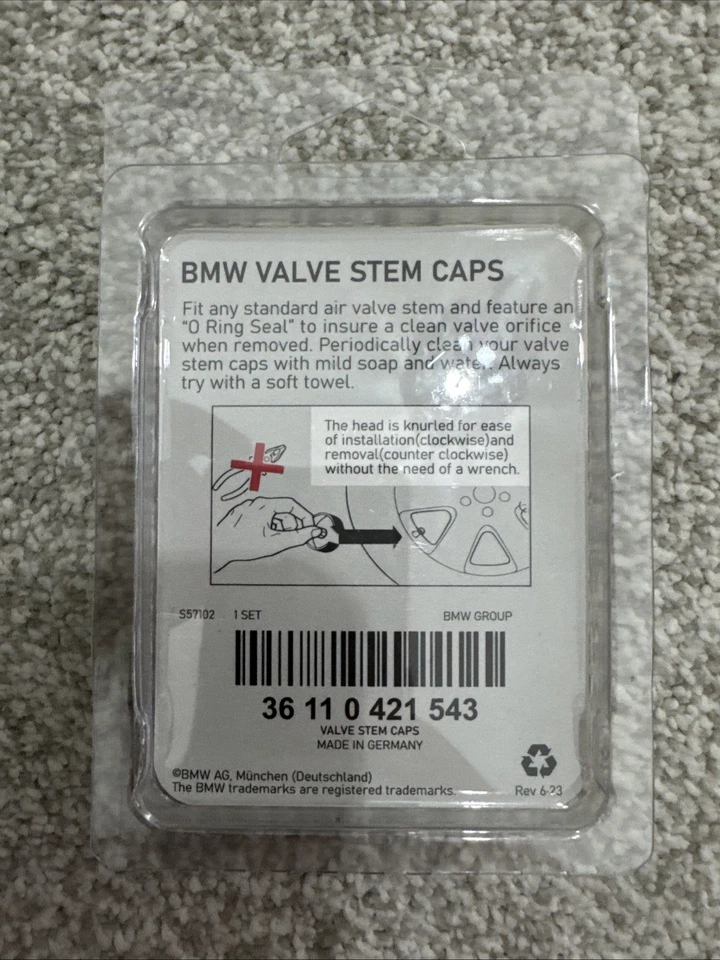 BMW VALVE STEM CAPS
Fit any standard air valve stem and feature an
"O Ring Seal" to insure a clean valve orifice
when removed. Periodically clean your valve
stem caps with mild soap and water. Always
try with a soft towel.
The head is knurled for ease
of installation(clockwise)and
removal(counter clockwise)
without the need of a wrench.
S57102 1 SET BMW GROUP
36 11 0 421 543
VALVE STEM CAPS
MADE IN GERMANY
©BMW AG, München (Deutschland)
The BMW trademarks are registered trademarks. Rev 6-23